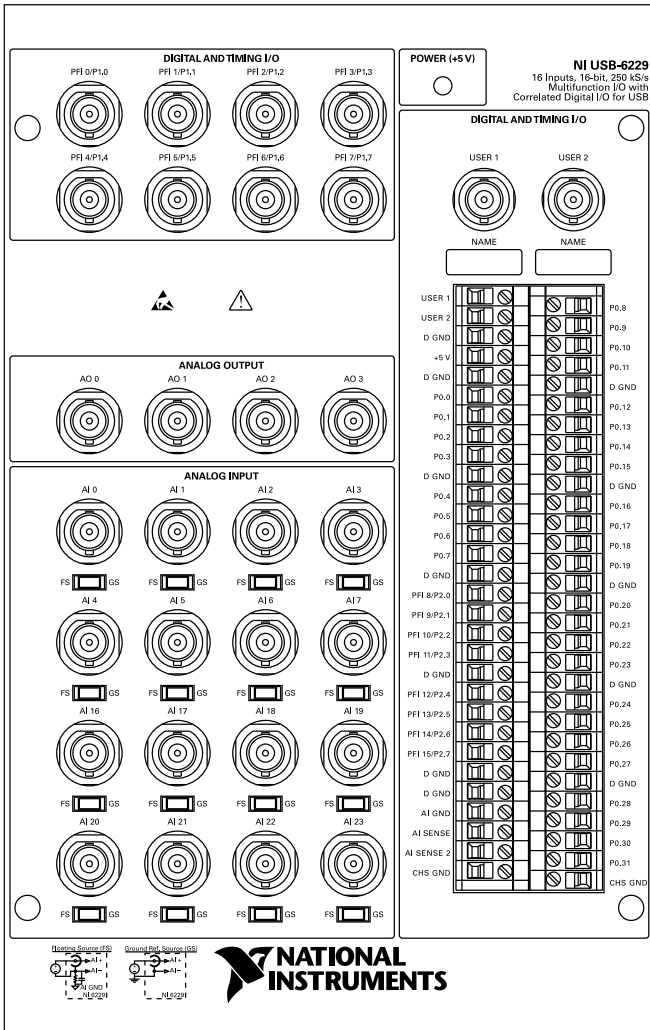 DIGITAL AND TIMING I/O
PFI 0/P1.0 PFI 1/P1.1 PFI 2/P1.2 PFI 3/P1.3
PFI 4/P1.4 PFI 5/P1.5 PFI 6/P1.6 PFI 7/P1.7
POWER (+5 V)
NI USB-6229
16 Inputs, 16-bit, 250 kS/s
Multifunction I/O with
Correlated Digital I/O for USB
ANALOG OUTPUT
AO 0 AO 1 AO 2 AO 3
ANALOG INPUT
AI 0 AI 1 AI 2 AI 3
FS GS FS GS FS GS FS GS
AI 4 AI 5 AI 6 AI 7
FS GS FS GS FS GS FS GS
AI 16 AI 17 AI 18 AI 19
FS GS FS GS FS GS FS GS
AI 20 AI 21 AI 22 AI 23
FS GS FS GS FS GS FS GS
DIGITAL AND TIMING I/O
USER 1 USER 2
NAME NAME
USER 1
USER 2
D GND
+5 V
D GND
P0.0
P0.1
P0.2
P0.3
D GND
P0.4
P0.5
P0.6
P0.7
D GND
PFI 8/P2.0
PFI 9/P2.1
PFI 10/P2.2
PFI 11/P2.3
D GND
PFI 12/P2.4
PFI 13/P2.5
PFI 14/P2.6
PFI 15/P2.7
D GND
D GND
AI GND
AI SENSE
AI SENSE 2
CHS GND
P0.8
P0.9
P0.10
P0.11
D GND
P0.12
P0.13
P0.14
P0.15
D GND
P0.16
P0.17
P0.18
P0.19
D GND
P0.20
P0.21
P0.22
P0.23
D GND
P0.24
P0.25
P0.26
P0.27
D GND
P0.28
P0.29
P0.30
P0.31
CHS GND
Floating Source (FS)
AI +
AI –
AI GND
NI 6229
Ground Ref. Source (GS)
AI +
AI –
NI 6229
NATIONAL
INSTRUMENTS